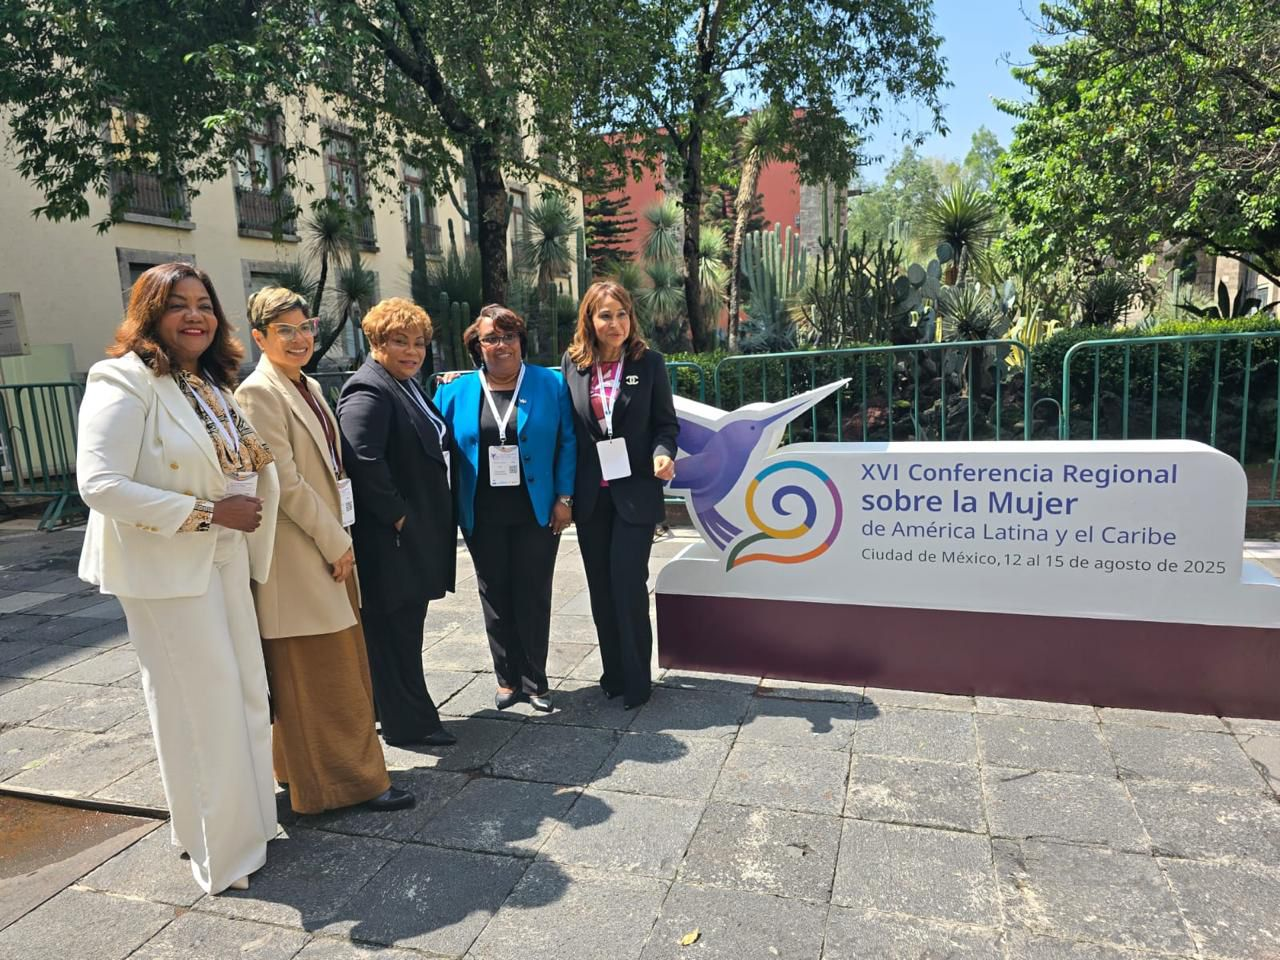 XVI Conferencia Regional
sobre la Mujer
de América Latina y el Caribe
Ciudad de México, 12 al 15 de agosto de 2025